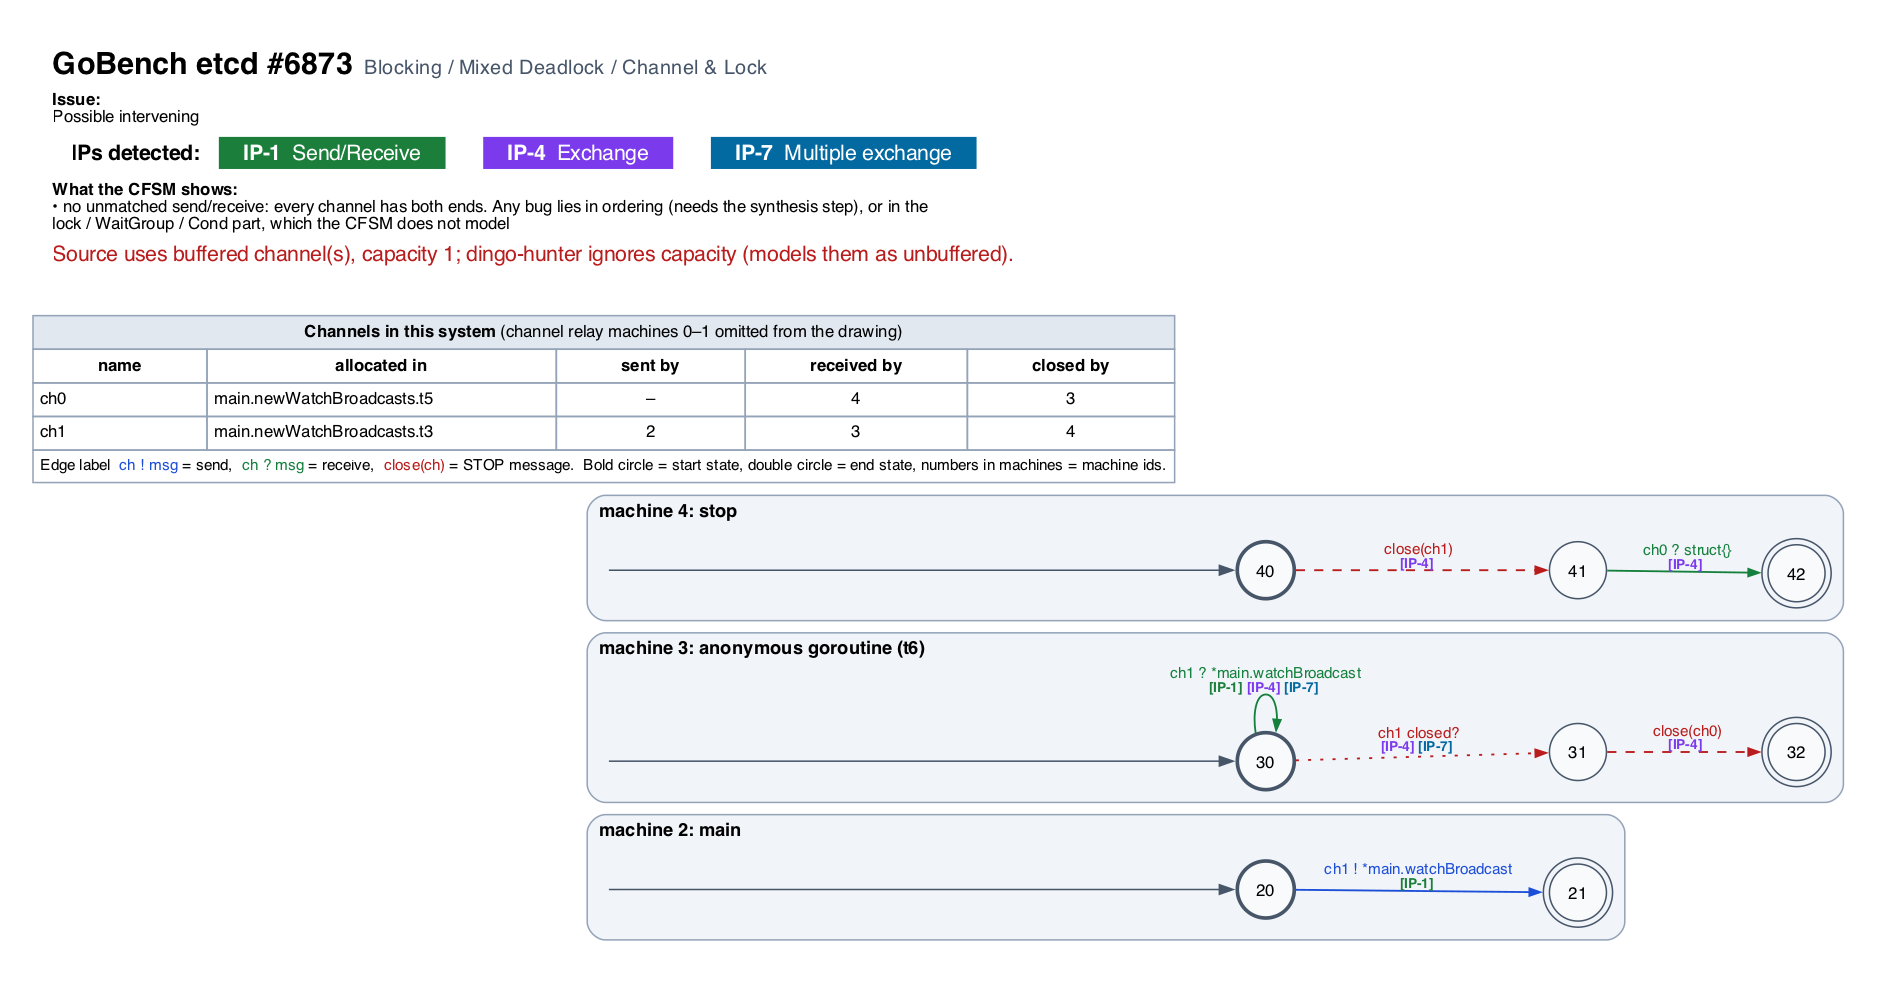 GoBench etcd #6873 Blocking / Mixed Deadlock / Channel & Lock
Issue:
Possible intervening
IPs detected: IP-1 Send/Receive IP-4 Exchange IP-7 Multiple exchange
What the CFSM shows:
• no unmatched send/receive: every channel has both ends. Any bug lies in ordering (needs the synthesis step), or in the
lock / WaitGroup / Cond part, which the CFSM does not model
Source uses buffered channel(s), capacity 1; dingo-hunter ignores capacity (models them as unbuffered).
Channels in this system (channel relay machines 0–1 omitted from the drawing)
name allocated in sent by received by closed by
ch0 main.newWatchBroadcasts.t5 – 4 3
ch1 main.newWatchBroadcasts.t3 2 3 4
Edge label ch ! msg = send, ch ? msg = receive, close(ch) = STOP message. Bold circle = start state, double circle = end state, numbers in machines = machine ids.
machine 4: stop
close(ch1)
[IP-4]
ch0 ? struct{}
[IP-4]
40
41
42
machine 3: anonymous goroutine (t6)
ch1 ? *main.watchBroadcast
[IP-1] [IP-4] [IP-7]
ch1 closed?
[IP-4] [IP-7]
close(ch0)
[IP-4]
30
31
32
machine 2: main
ch1 ! *main.watchBroadcast
[IP-1]
20
21